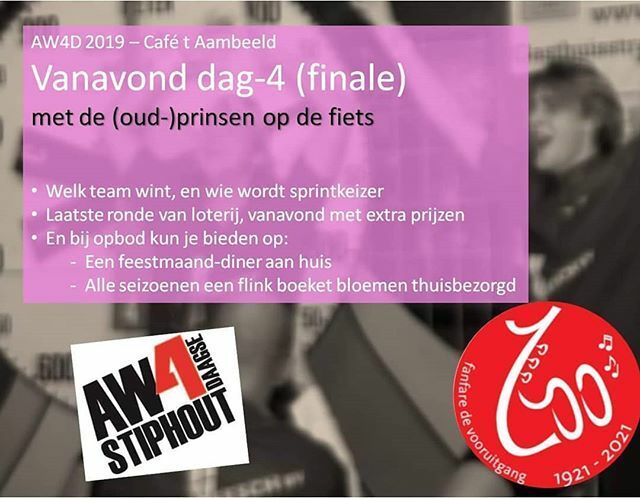 AW4D 2019 – Café t Aambeeld
Vanavond dag-4 (finale)
met de (oud-)prinsen op de fiets
• Welk team wint, en wie wordt sprintkeizer
• Laatste ronde van loterij, vanavond met extra prijzen
• En bij opbod kun je bieden op:
- Een feestmaand-diner aan huis
- Alle seizoenen een flink boeket bloemen thuisbezorgd
AW4
DAAGSE
STIPHOUT
fanfare de vooruitgang
1921 - 2021